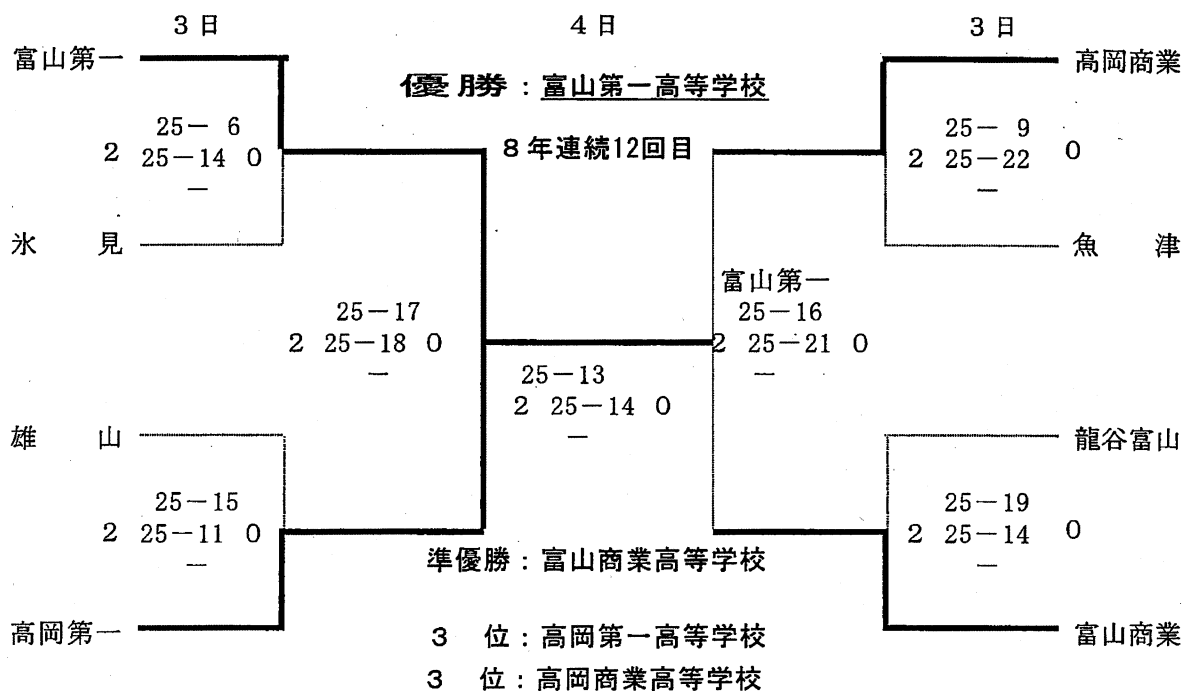 3日 4日 3日
富山第一 高岡商業
優勝：富山第一高等学校
25－ 6 25－ 9
2 25－14 0 8年連続12回目 2 25－22 0
－ －
氷 見 魚 津
富山第一
25－17 25－16
2 25－18 0 2 25－21 0
－ －
25－13
2 25－14 0
－
雄 山 龍谷富山
25－15 25－19
2 25－11 0 2 25－14 0
－ －
準優勝：富山商業高等学校
高岡第一 3 位：高岡第一高等学校 富山商業
3 位：高岡商業高等学校